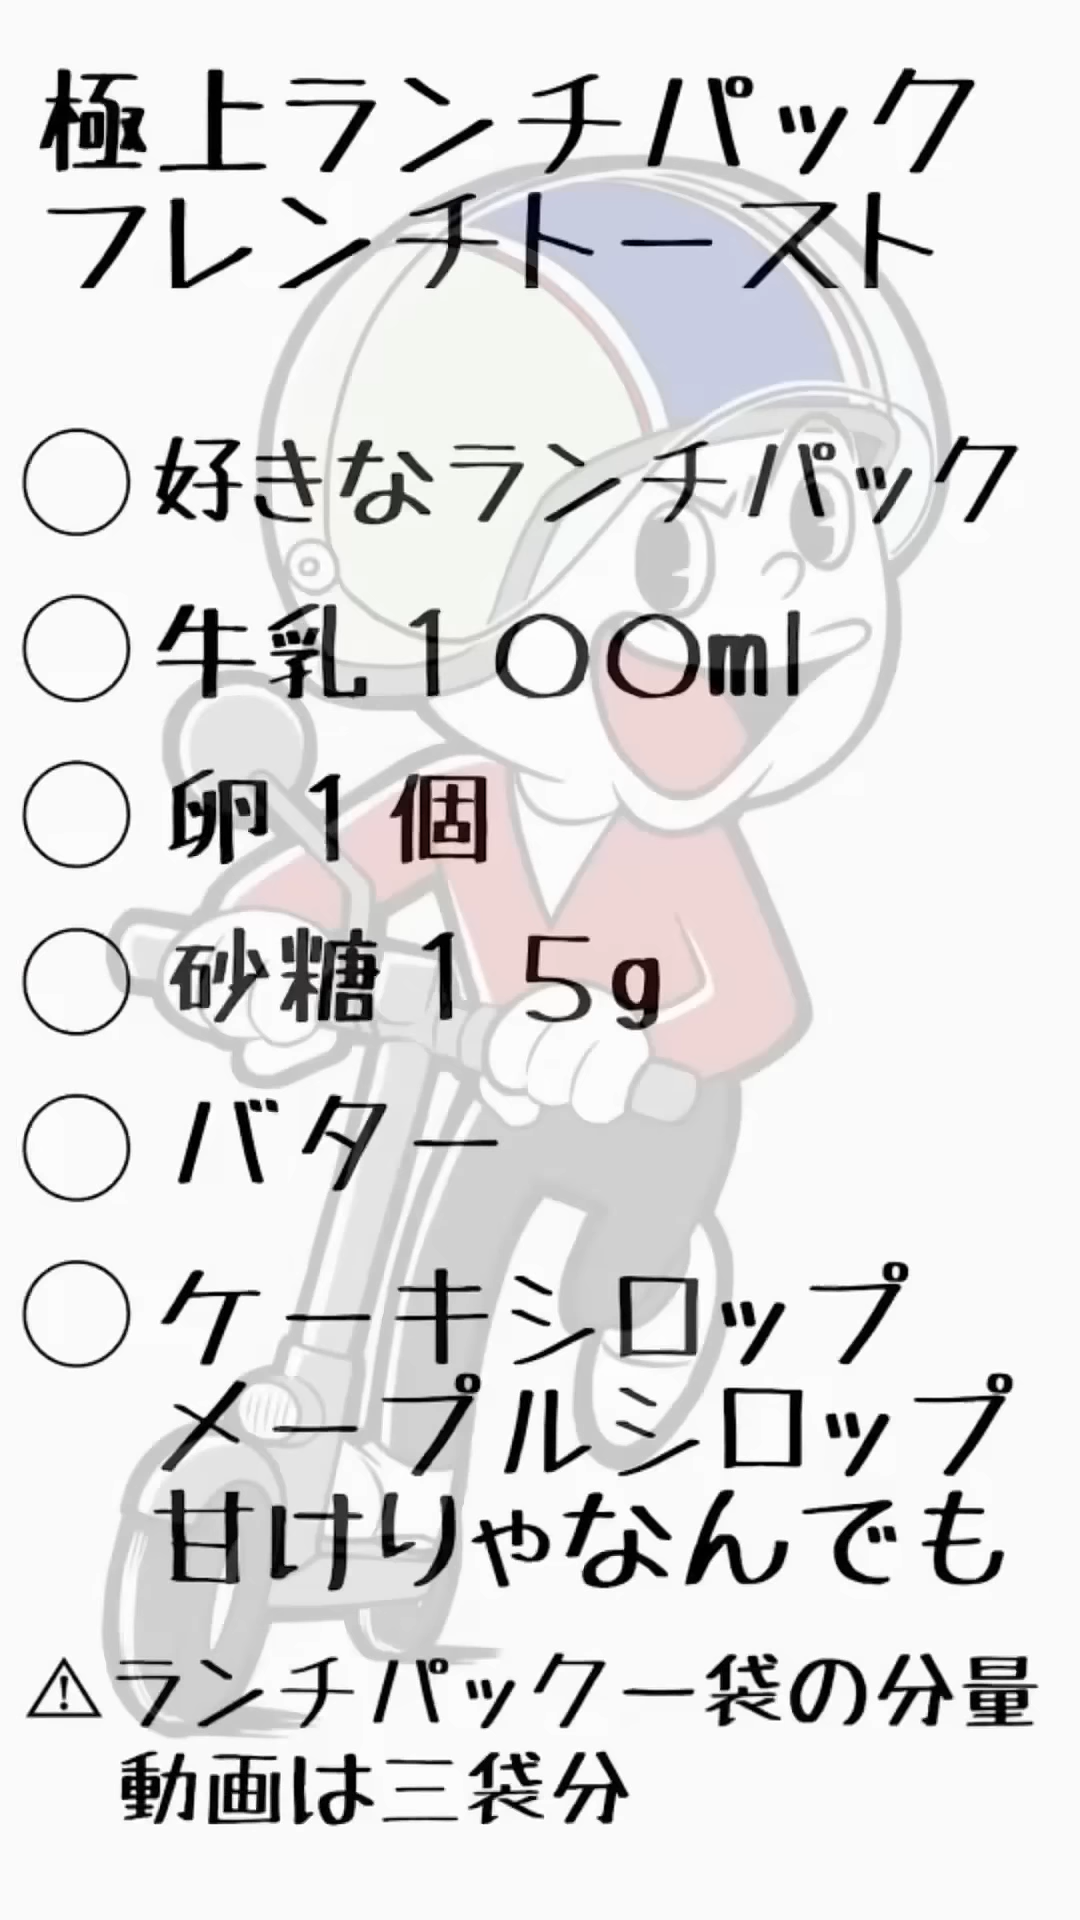 極上ランチパック
フレンチトースト
○好きなランチパック
○牛乳１００ml
○卵１個
○砂糖１５g
○バター
○ケーキシロップ
メープルシロップ
甘けりゃなんでも
⚠ランチパック一袋の分量
動画は三袋分